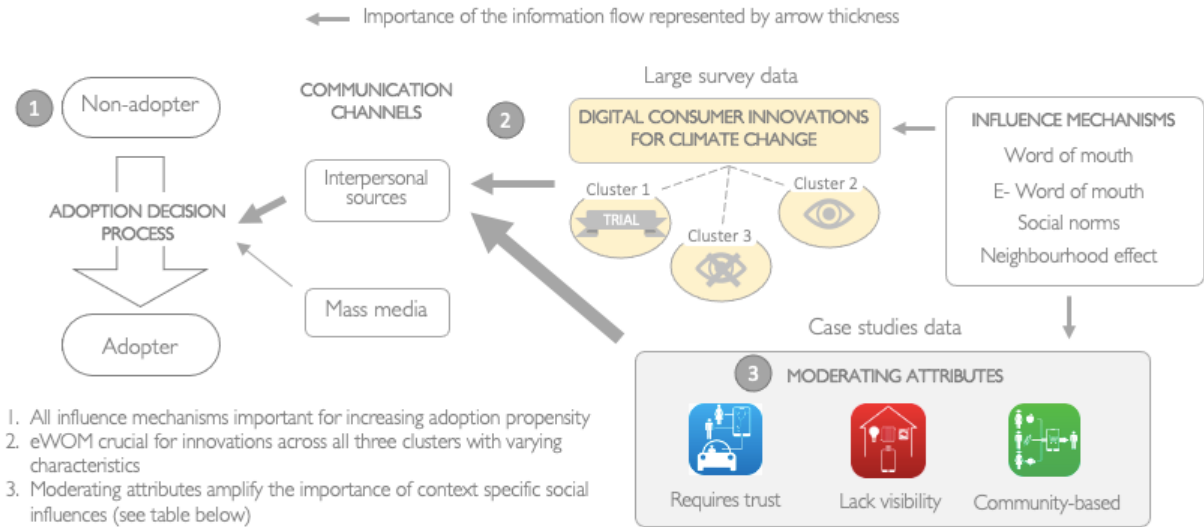 Importance of the information flow represented by arrow thickness
1
Non-adopter
ADOPTION DECISION
PROCESS
Adopter
COMMUNICATION
CHANNELS
Interpersonal
sources
Mass media
2
Large survey data
DIGITAL CONSUMER INNOVATIONS
FOR CLIMATE CHANGE
Cluster 1
TRIAL
Cluster 2
Cluster 3
INFLUENCE MECHANISMS
Word of mouth
E- Word of mouth
Social norms
Neighbourhood effect
Case studies data
3
MODERATING ATTRIBUTES
Requires trust
Lack visibility
Community-based
1. All influence mechanisms important for increasing adoption propensity
2. eWOM crucial for innovations across all three clusters with varying
characteristics
3. Moderating attributes amplify the importance of context specific social
influences (see table below)